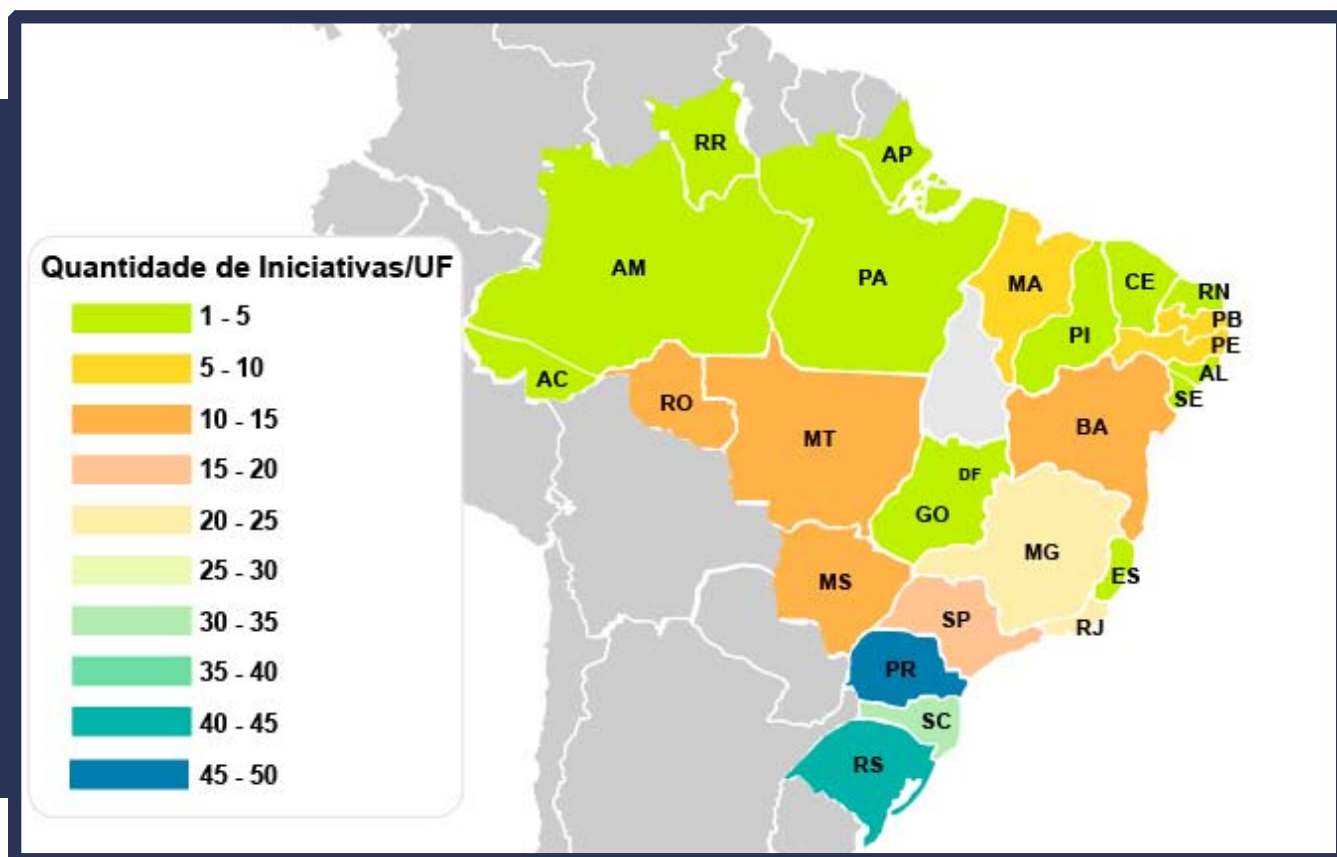 Quantidade de Iniciativas/UF
1 - 5
5 - 10
10 - 15
15 - 20
20 - 25
25 - 30
30 - 35
35 - 40
40 - 45
45 - 50
RR
AP
AM
PA
MA
CE
RN
PB
PI
PE
AL
AC
SE
RO
BA
MT
DF
GO
MG
ES
MS
SP
RJ
PR
SC
RS